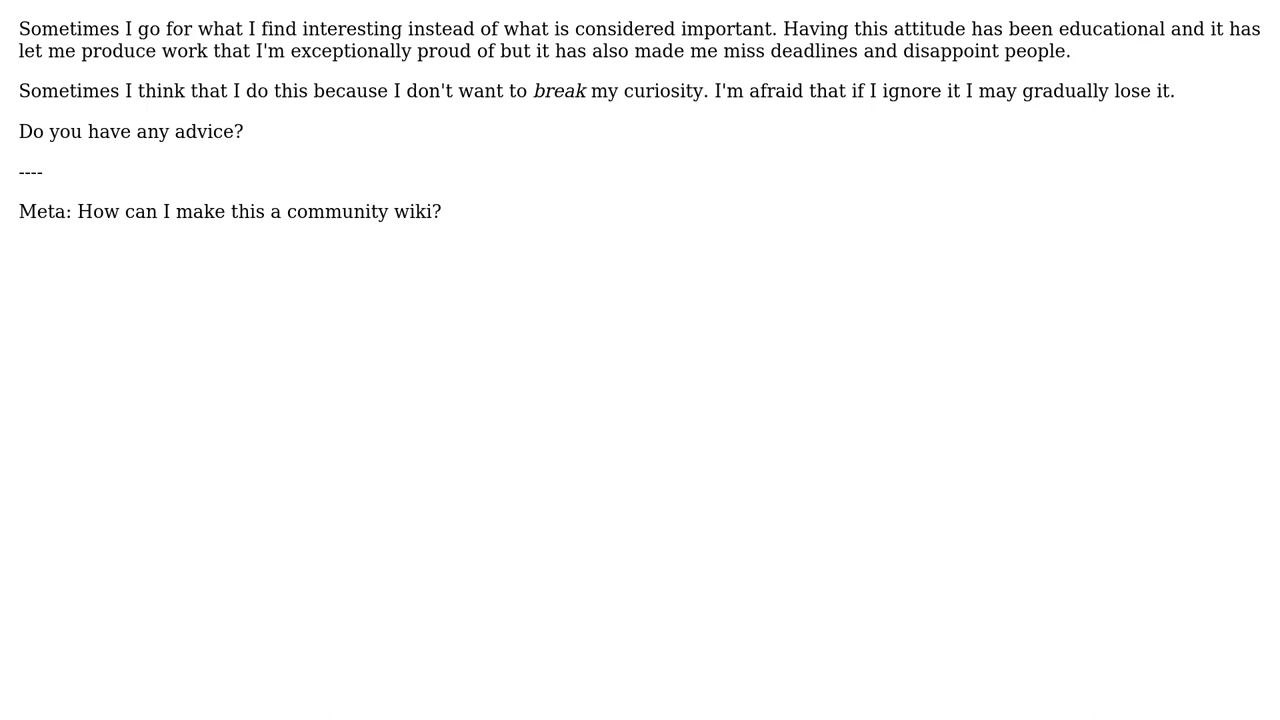 Sometimes I go for what I find interesting instead of what is considered important. Having this attitude has been educational and it has
let me produce work that I'm exceptionally proud of but it has also made me miss deadlines and disappoint people.
Sometimes I think that I do this because I don't want to break my curiosity. I'm afraid that if I ignore it I may gradually lose it.
Do you have any advice?
----
Meta: How can I make this a community wiki?